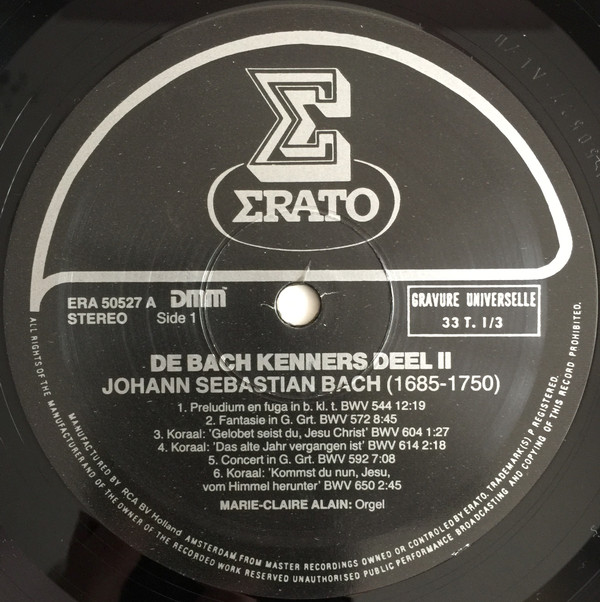 Σ
ΣRATO
ERA 50527 A DMM
STEREO Side 1
GRAVURE UNIVERSELLE
33 T. 1/3
DE BACH KENNERS DEEL II
JOHANN SEBASTIAN BACH (1685-1750)
1. Preludium en fuga in b. kl. t. BWV 544 12:19
2. Fantasie in G. Grt. BWV 572 8:45
3. Koraal: 'Gelobet seist du, Jesu Christ' BWV 604 1:27
4. Koraal: 'Das alte Jahr vergangen ist' BWV 614 2:18
5. Concert in G. Grt. BWV 592 7:08
6. Koraal: 'Kommst du nun, Jesu,
vom Himmel herunter' BWV 650 2:45
MARIE-CLAIRE ALAIN: Orgel
MANUFACTURED BY RCA BV Holland AMSTERDAM, FROM MASTER RECORDINGS OWNED OR CONTROLED BY ERATO. TRADEMARK(S) P REGISTERED.
ALL RIGHTS OF THE MANUFACTURERAND OF THE OWNER OF THE RECORDED WORK RESERVED UNAUTHORISED PUBLIC PERFORMANCE BROADCASTING AND COPYING OF THIS RECORD PROHIBITED.